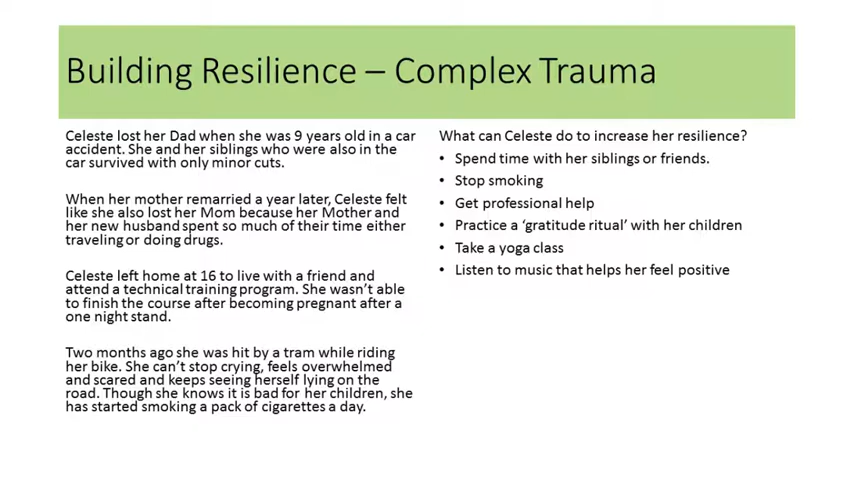 Building Resilience – Complex Trauma
Celeste lost her Dad when she was 9 years old in a car
accident. She and her siblings who were also in the
car survived with only minor cuts.
When her mother remarried a year later, Celeste felt
like she also lost her Mom because her Mother and
her new husband spent so much of their time either
traveling or doing drugs.
Celeste left home at 16 to live with a friend and
attend a technical training program. She wasn't able
to finish the course after becoming pregnant after a
one night stand.
Two months ago she was hit by a tram while riding
her bike. She can't stop crying, feels overwhelmed
and scared and keeps seeing herself lying on the
road. Though she knows it is bad for her children, she
has started smoking a pack of cigarettes a day.
What can Celeste do to increase her resilience?
• Spend time with her siblings or friends.
• Stop smoking
• Get professional help
• Practice a ‘gratitude ritual’ with her children
• Take a yoga class
• Listen to music that helps her feel positive